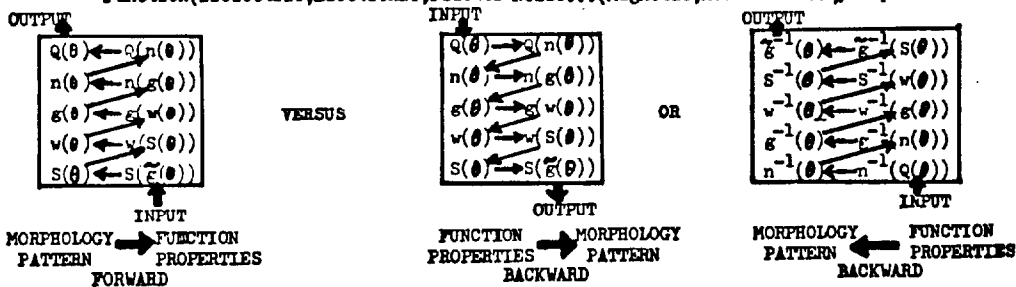 OUTPUT
Q(θ) Q(n(θ))
n(θ) n(g(θ))
g(θ) g(w(θ))
w(θ) w(S(θ))
S(θ) S(g̃(θ))
INPUT
MORPHOLOGY FUNCTION
PATTERN PROPERTIES
FORWARD
VERSUS
INPUT
Q(θ) Q(n(θ))
n(θ) n(g(θ))
g(θ) g(w(θ))
w(θ) w(S(θ))
S(θ) S(g̃(θ))
OUTPUT
FUNCTION MORPHOLOGY
PROPERTIES PATTERN
BACKWARD
OR
OUTPUT
g̃⁻¹(θ) g̃⁻¹(S(θ))
S⁻¹(θ) S⁻¹(w(θ))
w⁻¹(θ) w⁻¹(g(θ))
g⁻¹(θ) g⁻¹(n(θ))
n⁻¹(θ) n⁻¹(Q(θ))
INPUT
MORPHOLOGY FUNCTION
PATTERN PROPERTIES
BACKWARD